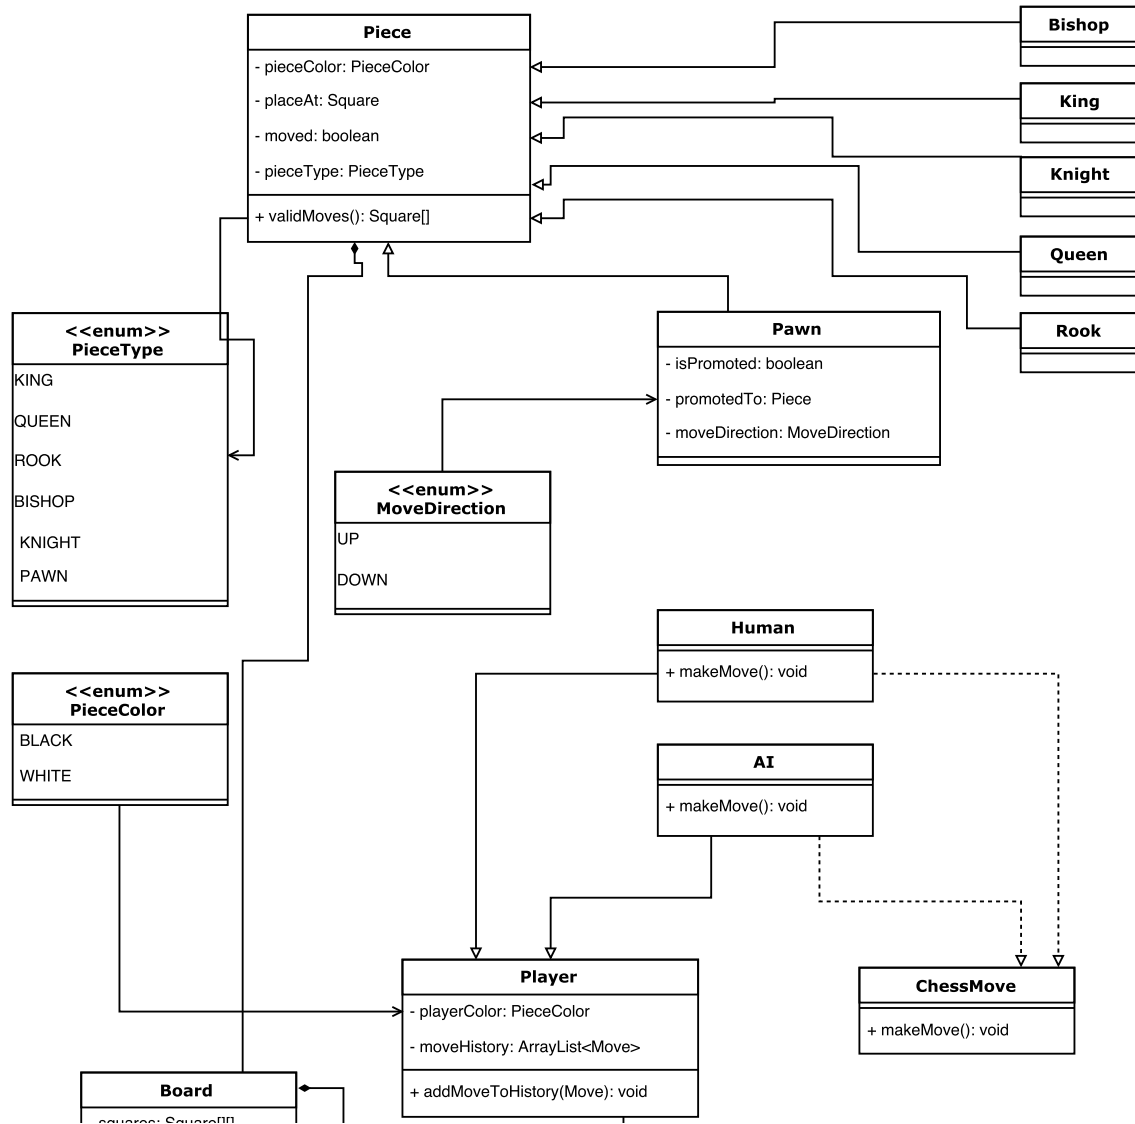 Piece
- pieceColor: PieceColor
- placeAt: Square
- moved: boolean
- pieceType: PieceType
+ validMoves(): Square[]
Bishop
King
Knight
Queen
Rook
<<enum>>
PieceType
KING
QUEEN
ROOK
BISHOP
KNIGHT
PAWN
Pawn
- isPromoted: boolean
- promotedTo: Piece
- moveDirection: MoveDirection
<<enum>>
MoveDirection
UP
DOWN
Human
+ makeMove(): void
<<enum>>
PieceColor
BLACK
WHITE
AI
+ makeMove(): void
Player
- playerColor: PieceColor
- moveHistory: ArrayList<Move>
+ addMoveToHistory(Move): void
ChessMove
+ makeMove(): void
Board
- squares: Square[][]